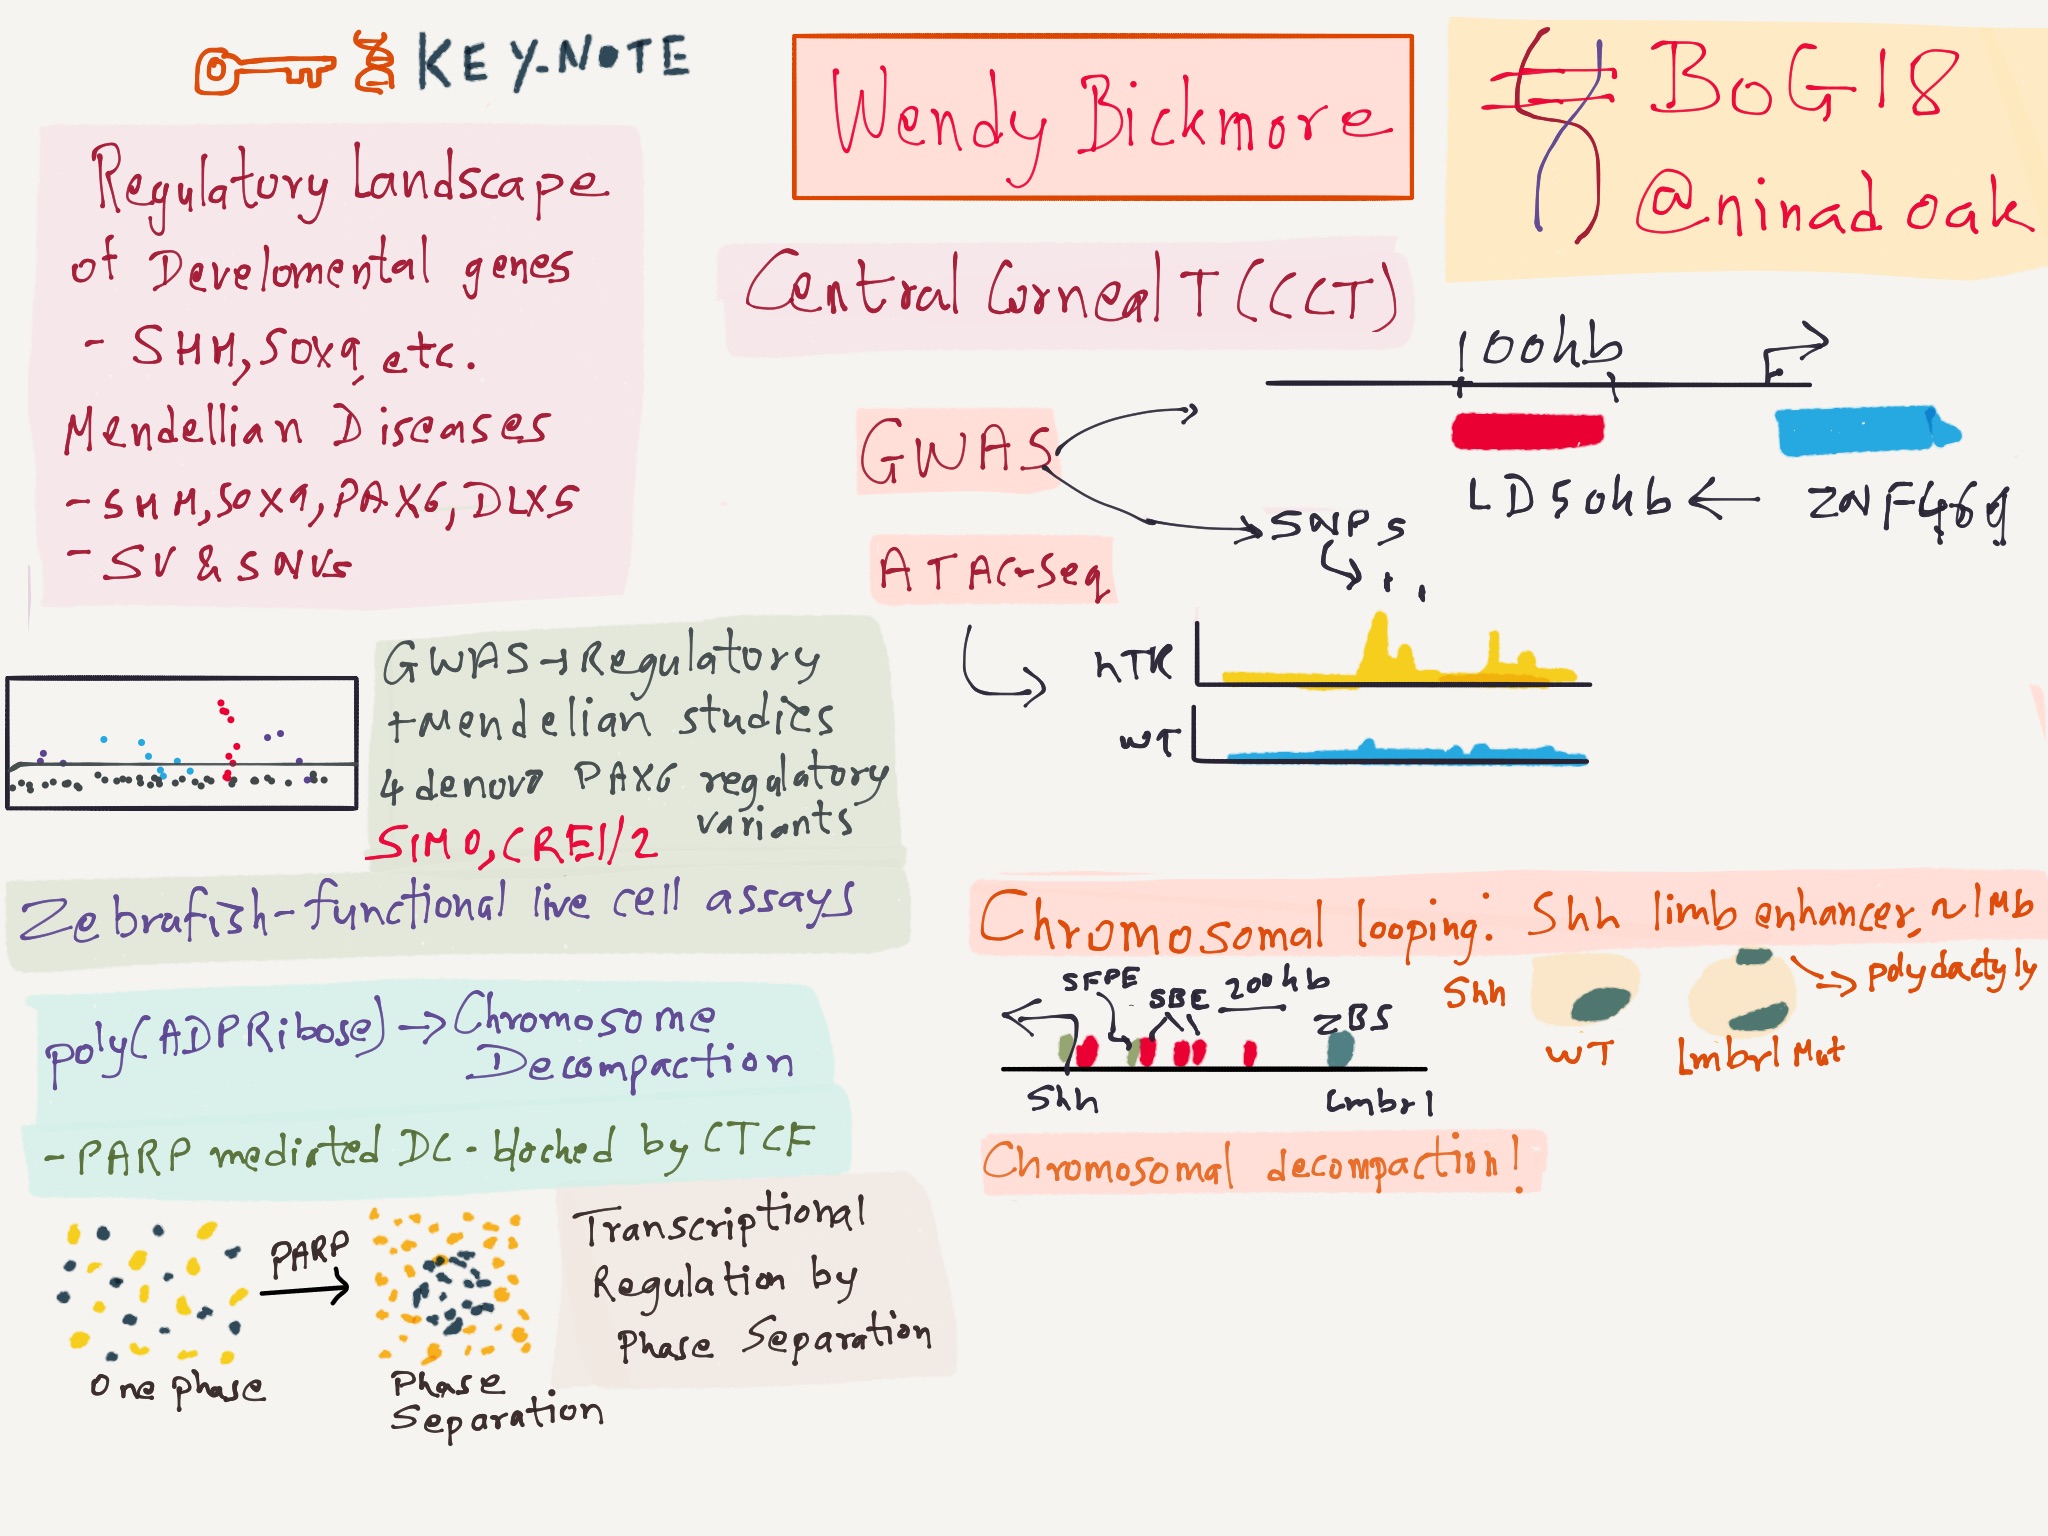 KEY-NOTE
Wendy Bickmore
# BoG18
@ninad oak
Regulatory Landscape
of Develomental genes
- SHH, SOX9, etc.
Mendellian Diseases
- SHH, SOX9, PAX6, DLX5
- SV & SNVs
GWAS → Regulatory
+ Mendelian studies
4 denovo PAX6 regulatory
variants
SIMO, CRE1/2
Zebrafish - functional live cell assays
poly(ADPRibose) → Chromosome
Decompaction
- PARP mediated DC - blocked by CTCF
PARP
One phase
Phase
Separation
Transcriptional
Regulation by
Phase Separation
Central Corneal T (CCT)
100kb
GWAS
LD50kb ← ZNF469
SNPs
ATAC-seq
hTK
WT
Chromosomal looping: Shh limb enhancer, ~1Mb
SFPE
SBE
200kb
ZBS
Shh
Lmbr1
Shh
WT
Lmbr1 Mut
→ polydactyly
Chromosomal decompaction!